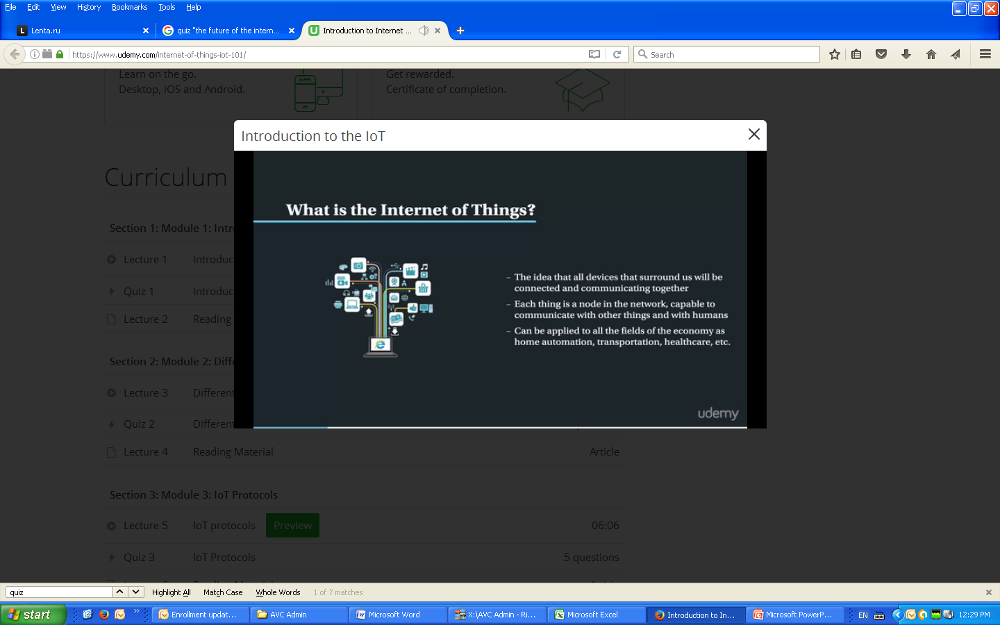 File Edit View History Bookmarks Tools Help
L Lenta.ru
quiz "the future of the intern...
Introduction to Internet ...
https://www.udemy.com/internet-of-things-iot-101/
Search
Learn on the go.
Desktop, iOS and Android.
Get rewarded.
Certificate of completion.
Introduction to the IoT
Curriculum
What is the Internet of Things?
– The idea that all devices that surround us will be
connected and communicating together
– Each thing is a node in the network, capable to
communicate with other things and with humans
– Can be applied to all the fields of the economy as
home automation, transportation, healthcare, etc.
udemy
Section 1: Module 1: Intr
Lecture 1 Introduc
Quiz 1 Introduc
Lecture 2 Reading
Section 2: Module 2: Diffe
Lecture 3 Different
Quiz 2 Different
Lecture 4 Reading Material Article
Section 3: Module 3: IoT Protocols
Lecture 5 IoT protocols Preview 06:06
Quiz 3 IoT Protocols 5 questions
quiz Highlight All Match Case Whole Words 1 of 7 matches
start Enrollment updat... AVC Admin Microsoft Word X:\AVC Admin - Ri... Microsoft Excel Introduction to In... Microsoft PowerP... EN 12:29 PM